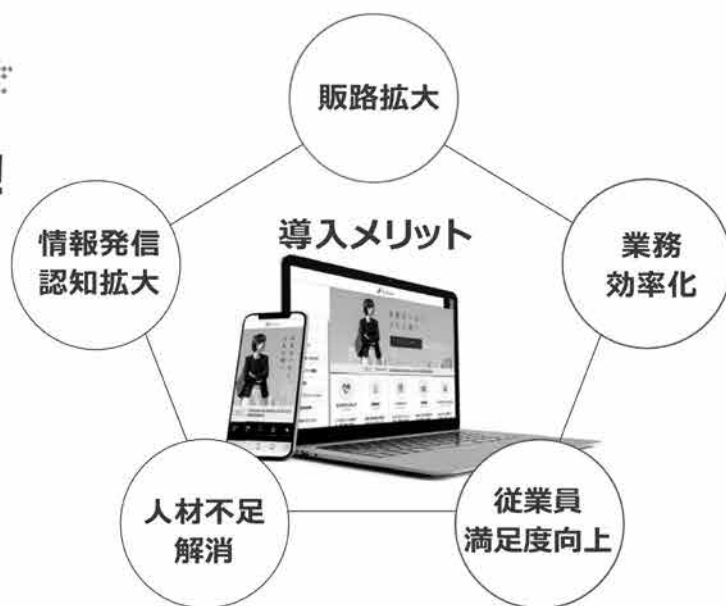 販路拡大
!
情報発信
認知拡大
導入メリット
業務
効率化
人材不足
解消
従業員
満足度向上